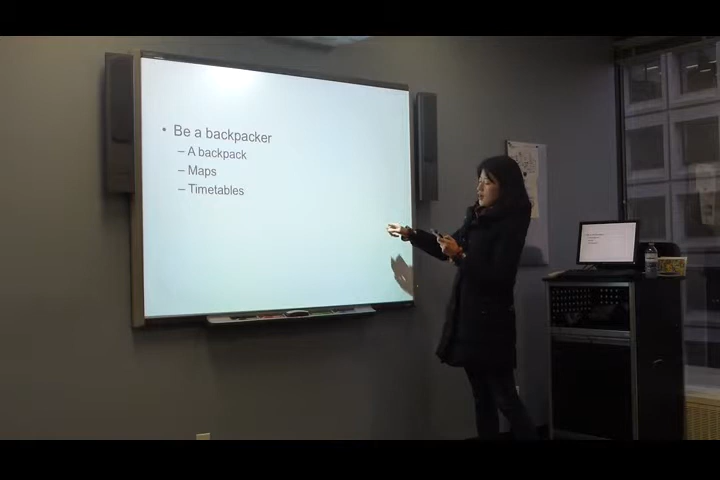 • Be a backpacker
– A backpack
– Maps
– Timetables